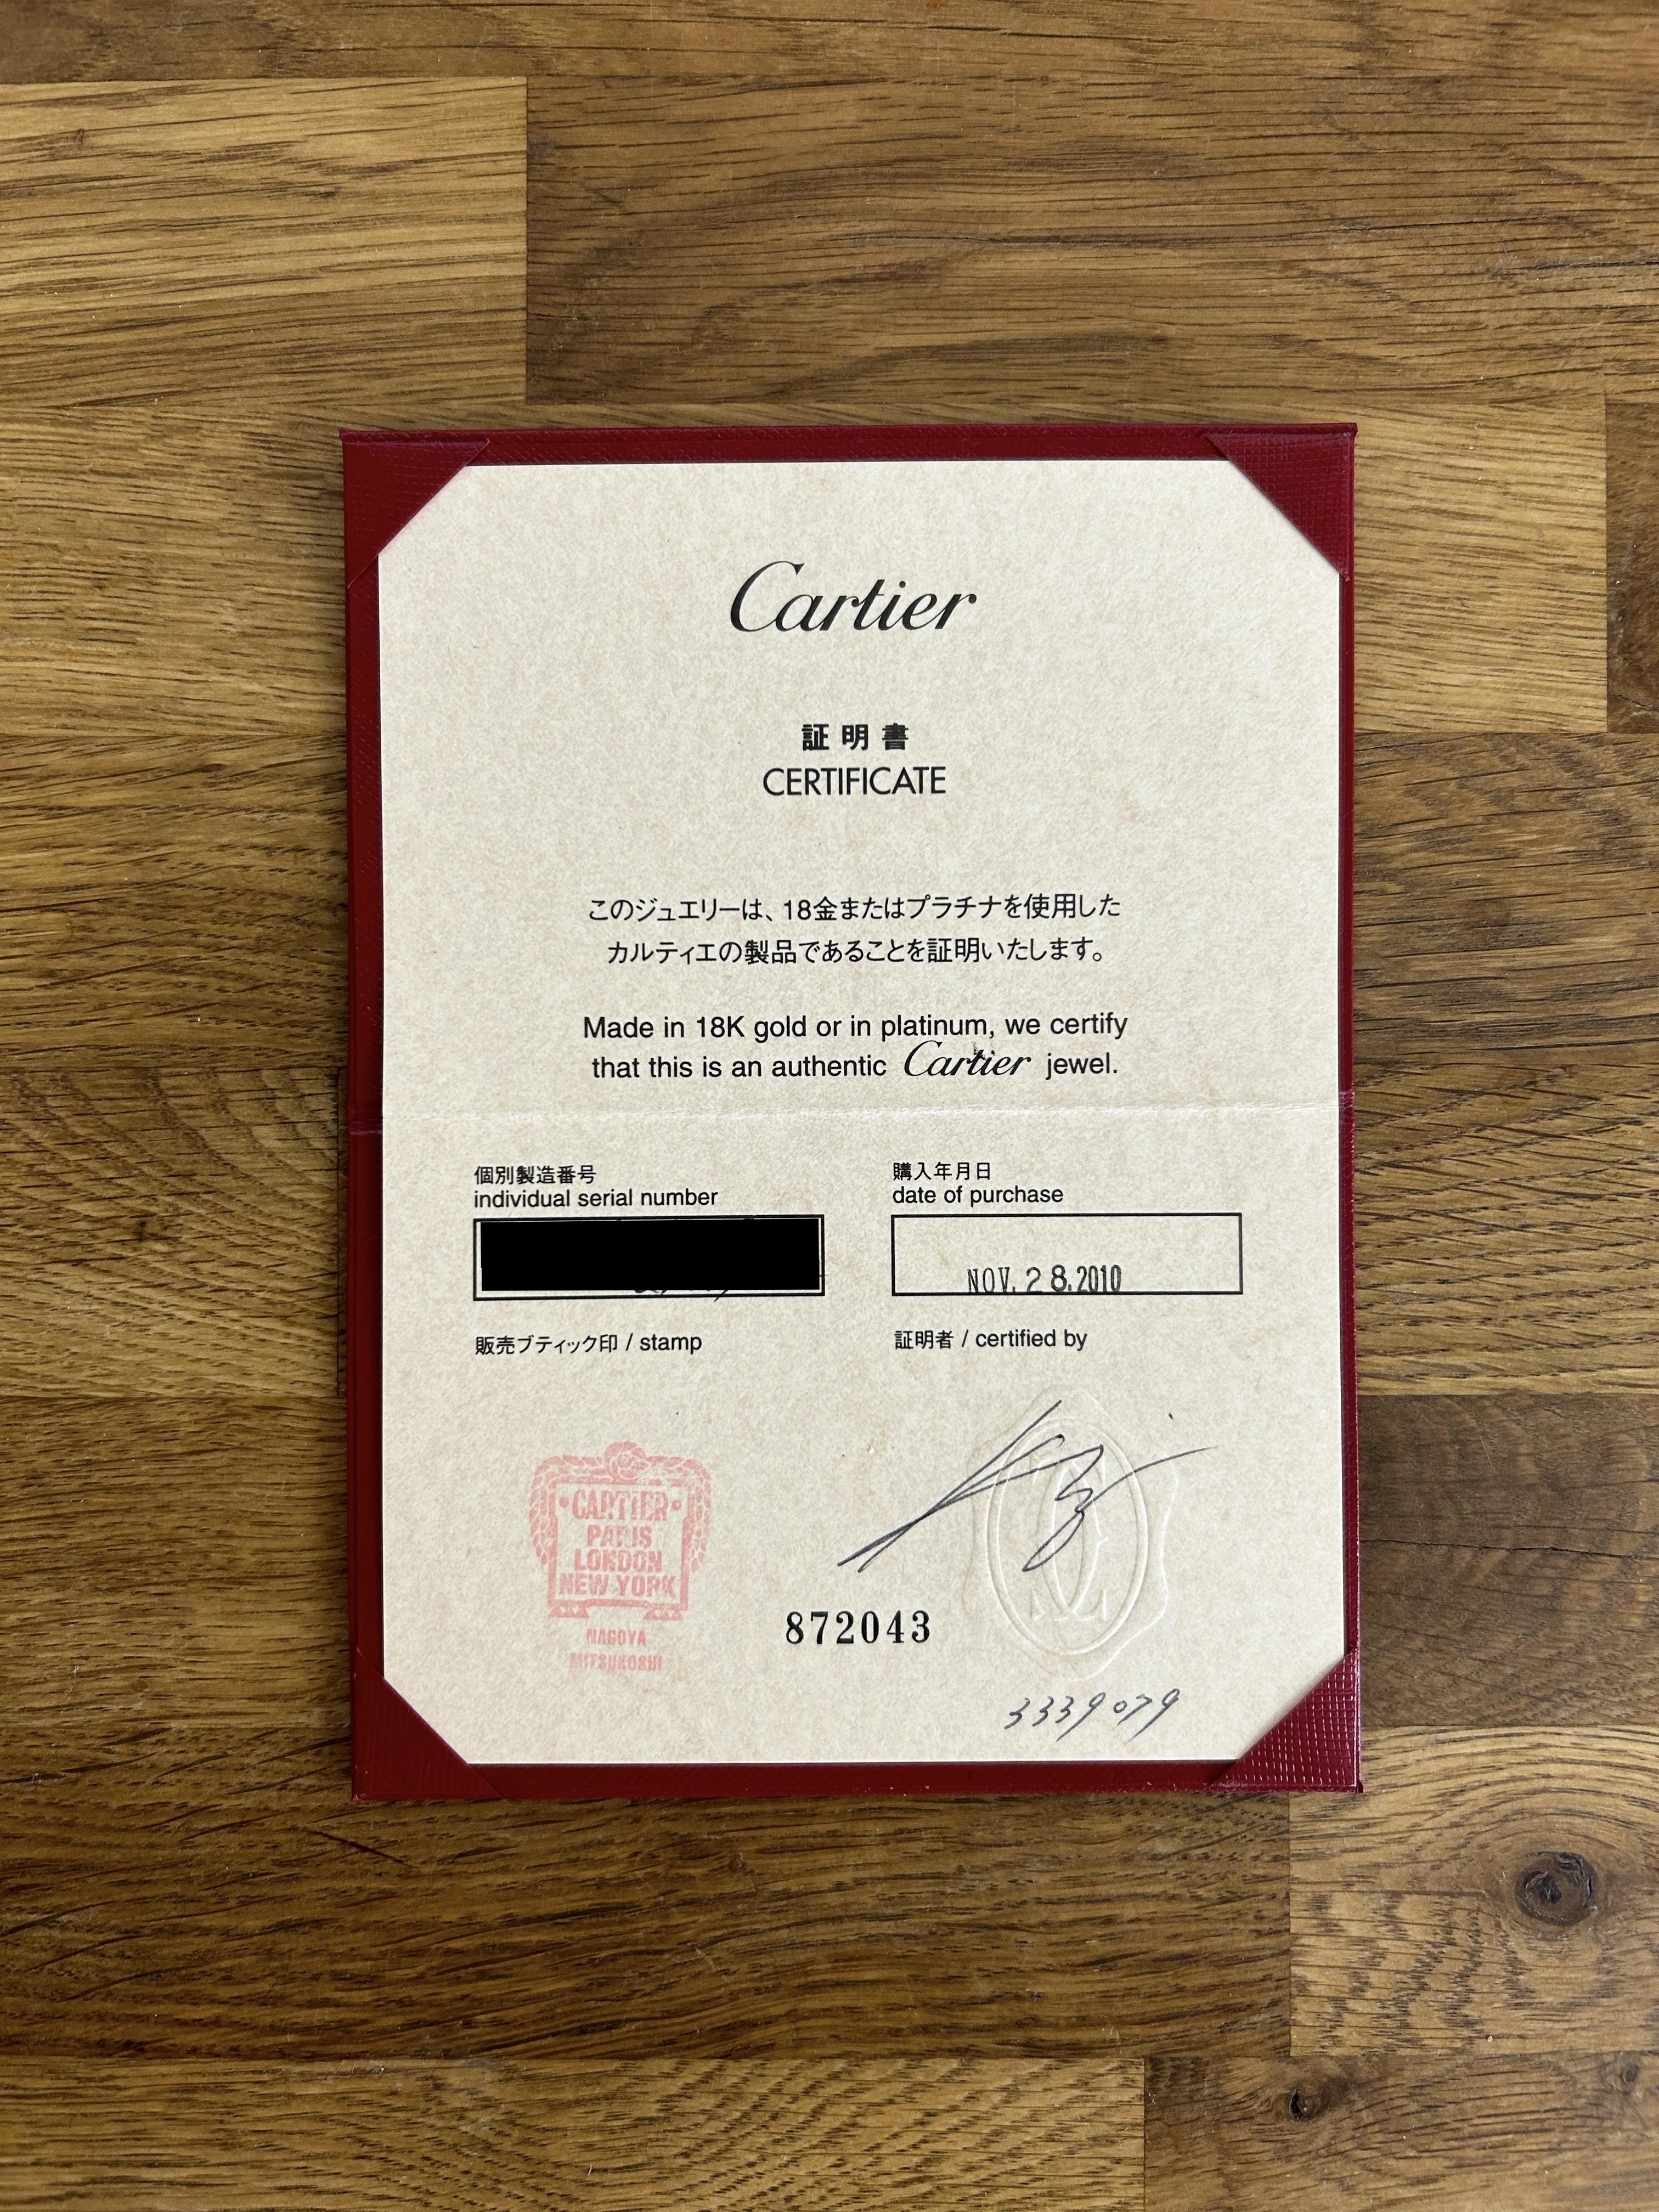 Cartier
証明書
CERTIFICATE
このジュエリーは、18金またはプラチナを使用した
カルティエの製品であることを証明いたします。
Made in 18K gold or in platinum, we certify
that this is an authentic Cartier jewel.
個別製造番号
individual serial number
購入年月日
date of purchase
NOV. 28. 2010
販売ブティック印 / stamp
証明者 / certified by
CARTIER
PARIS
LONDON
NEW YORK
NAGOYA
MITSUKOSHI
872043
3339079